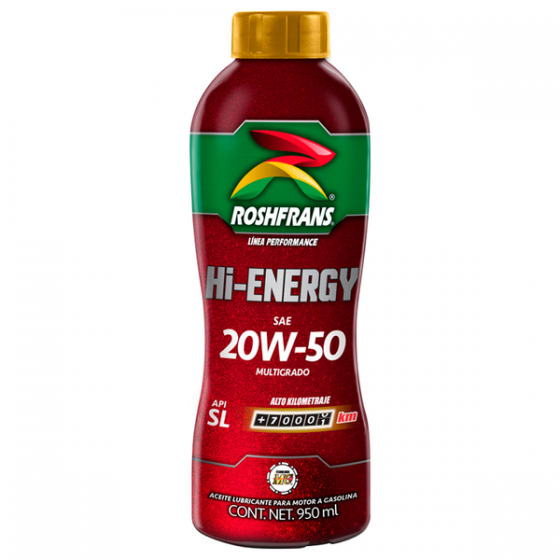 ROSHFRANS®
LÍNEA PERFORMANCE
Hi-ENERGY
SAE
20W-50
MULTIGRADO
API
SL
ALTO KILOMETRAJE
km
ACEITE LUBRICANTE PARA MOTOR A GASOLINA
CONT. NET. 950 ml